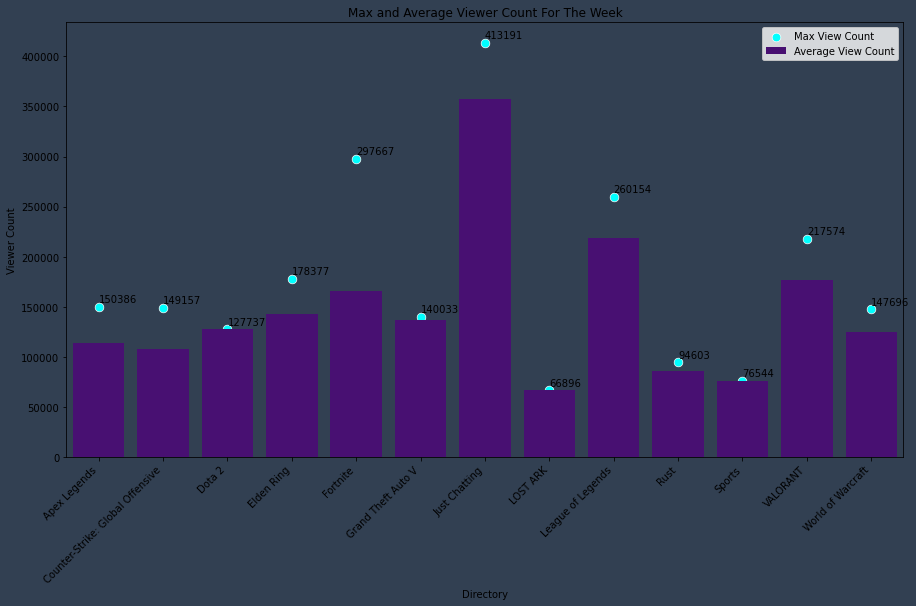 Max and Average Viewer Count For The Week
Max View Count
Average View Count
Viewer Count
400000
350000
300000
250000
200000
150000
100000
50000
0
150386
149157
127737
178377
297667
140033
413191
66896
260154
94603
76544
217574
147695
Apex Legends
Counter-Strike: Global Offensive
Dota 2
Elden Ring
Fortnite
Grand Theft Auto V
Just Chatting
LOST ARK
League of Legends
Rust
Sports
VALORANT
World of Warcraft
Directory